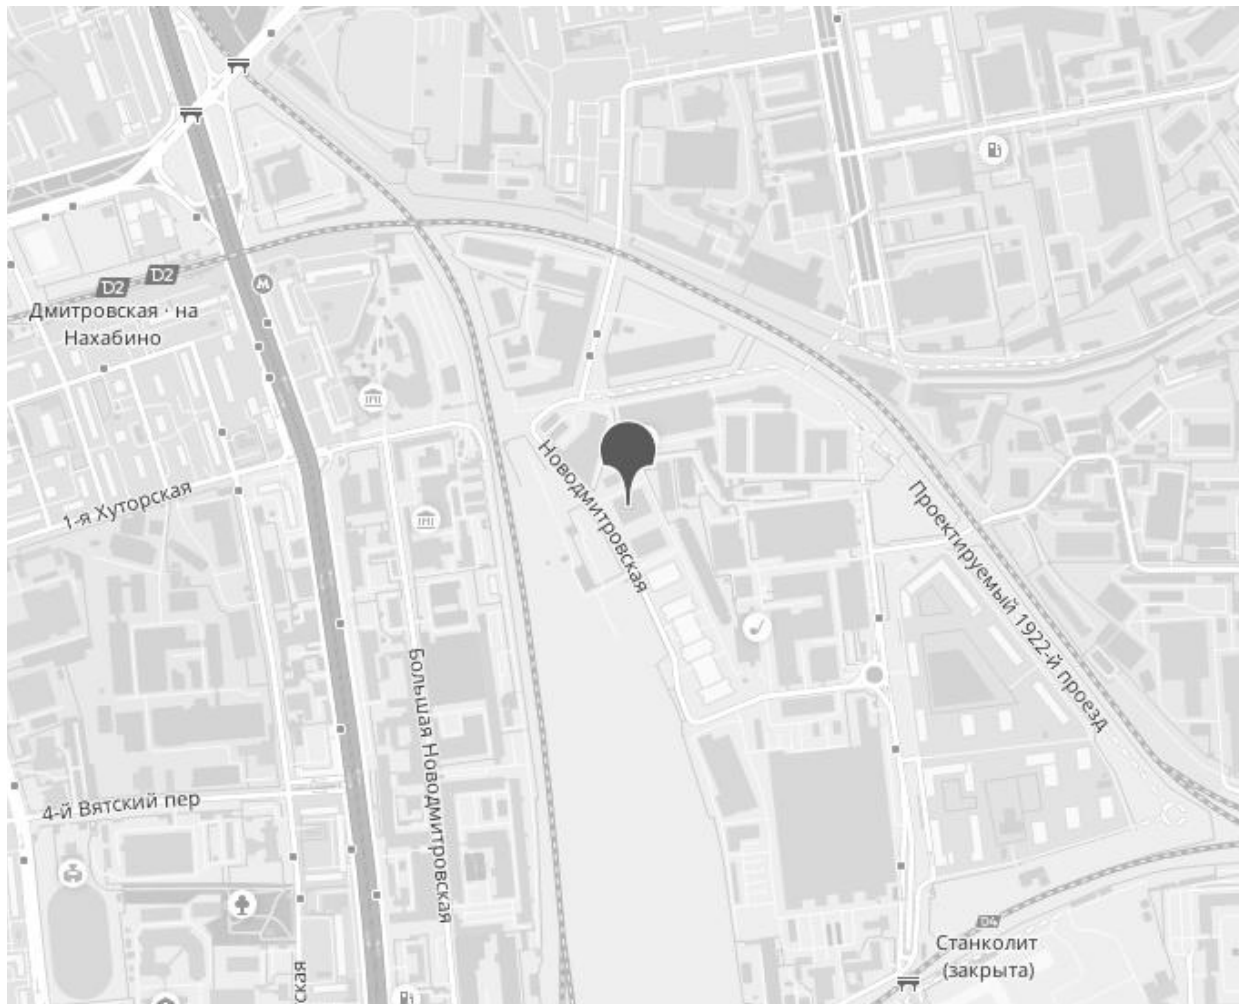 D2
D2
Дмитровская · на
Нахабино
М
1-я Хуторская
Новодмитровская
Проектируемый 1922-й проезд
Большая Новодмитровская
4-й Вятский пер
D4
Станколит
(закрыта)
ская